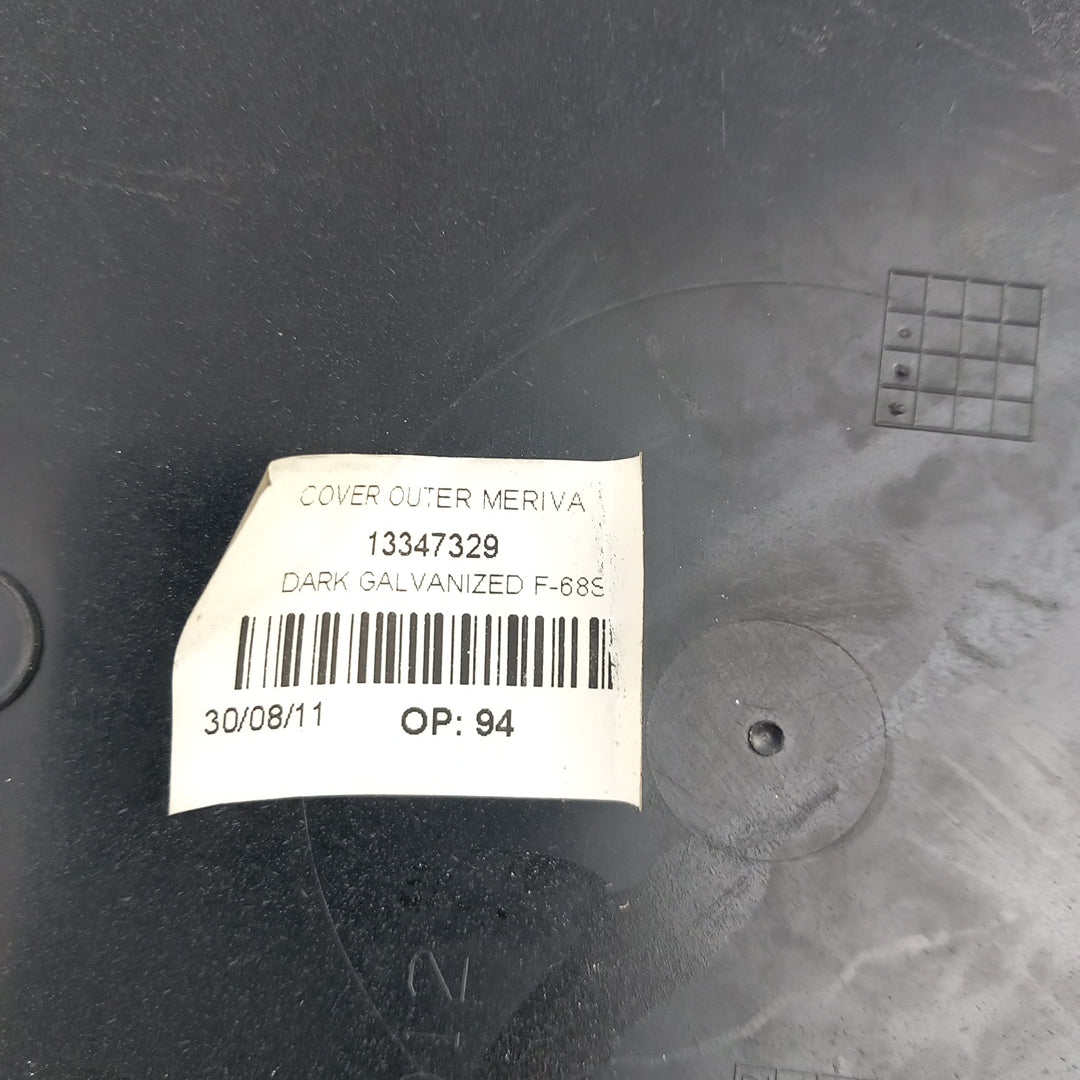 COVER OUTER MERIVA
13347329
DARK GALVANIZED F-68S
30/08/11 OP: 94